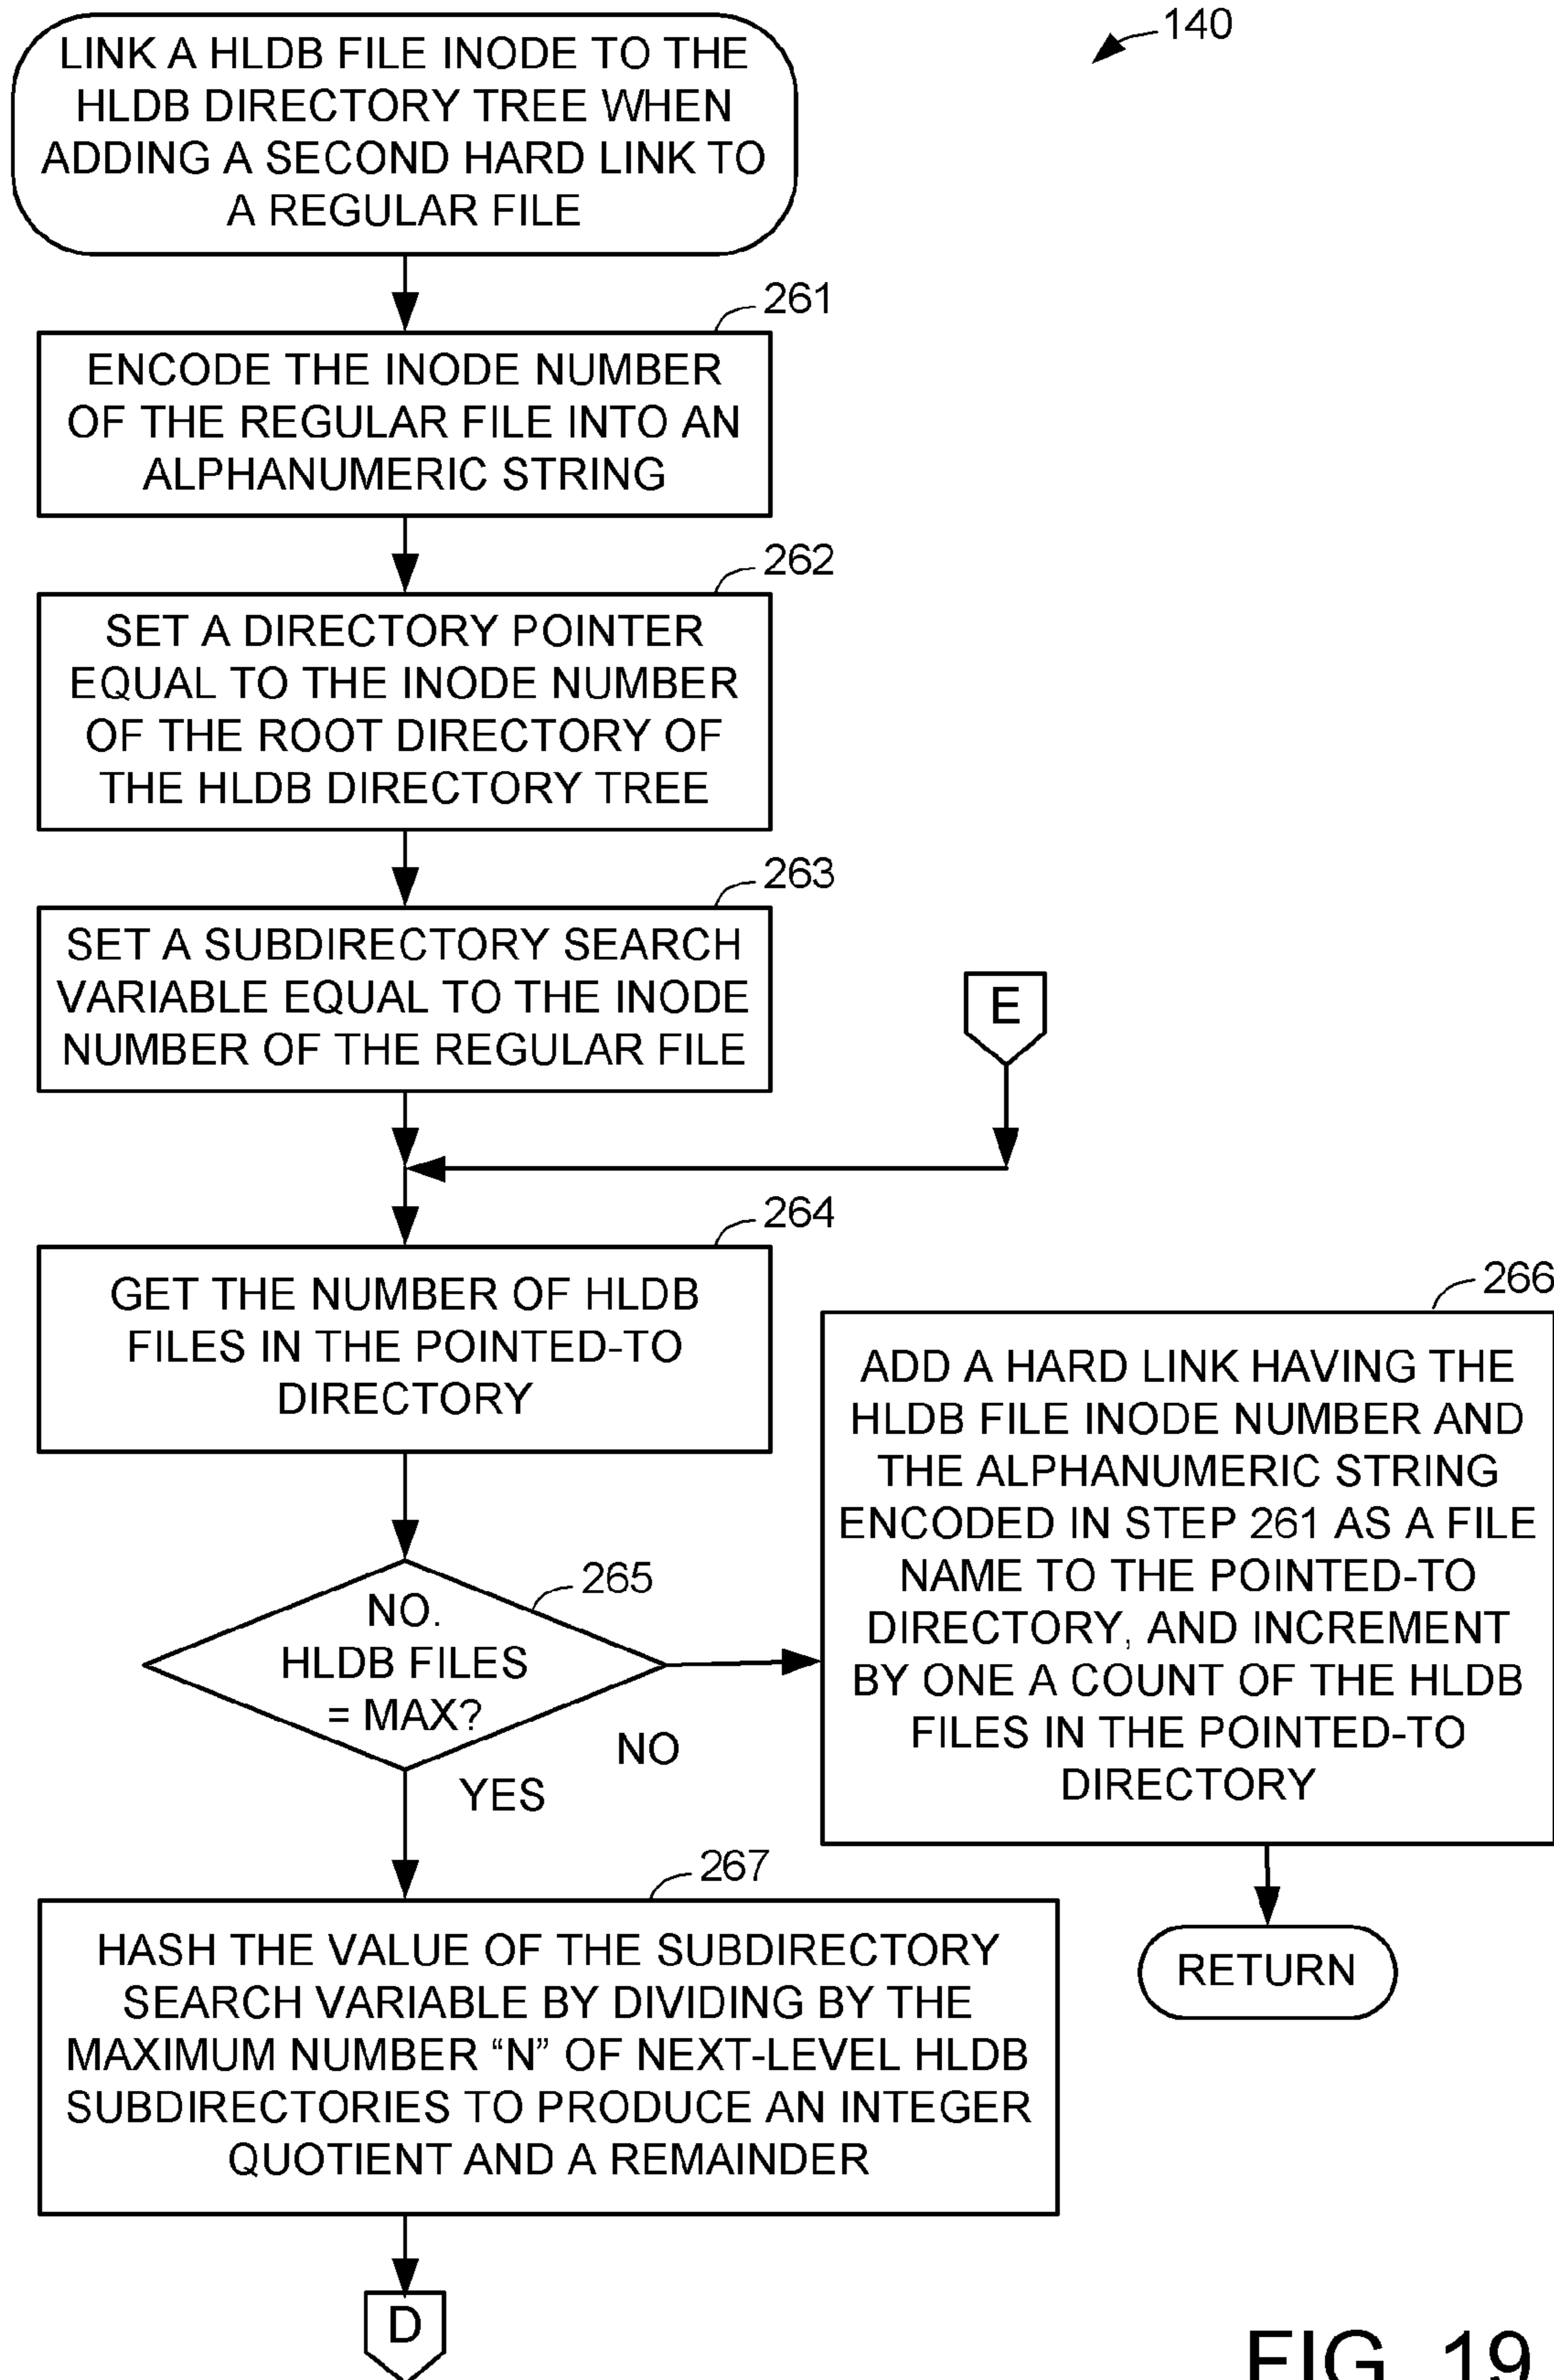 140
LINK A HLDB FILE INODE TO THE
HLDB DIRECTORY TREE WHEN
ADDING A SECOND HARD LINK TO
A REGULAR FILE
261
ENCODE THE INODE NUMBER
OF THE REGULAR FILE INTO AN
ALPHANUMERIC STRING
262
SET A DIRECTORY POINTER
EQUAL TO THE INODE NUMBER
OF THE ROOT DIRECTORY OF
THE HLDB DIRECTORY TREE
263
SET A SUBDIRECTORY SEARCH
VARIABLE EQUAL TO THE INODE
NUMBER OF THE REGULAR FILE
E
264
GET THE NUMBER OF HLDB
FILES IN THE POINTED-TO
DIRECTORY
265
NO.
HLDB FILES
= MAX?
NO
YES
266
ADD A HARD LINK HAVING THE
HLDB FILE INODE NUMBER AND
THE ALPHANUMERIC STRING
ENCODED IN STEP 261 AS A FILE
NAME TO THE POINTED-TO
DIRECTORY, AND INCREMENT
BY ONE A COUNT OF THE HLDB
FILES IN THE POINTED-TO
DIRECTORY
RETURN
267
HASH THE VALUE OF THE SUBDIRECTORY
SEARCH VARIABLE BY DIVIDING BY THE
MAXIMUM NUMBER “N” OF NEXT-LEVEL HLDB
SUBDIRECTORIES TO PRODUCE AN INTEGER
QUOTIENT AND A REMAINDER
D
FIG. 19